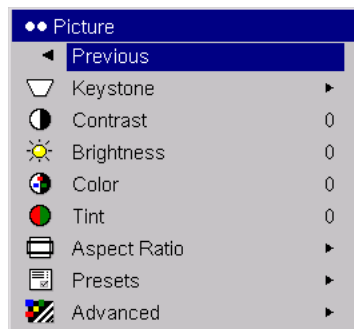 Picture
Previous
Keystone
Contrast 0
Brightness 0
Color 0
Tint 0
Aspect Ratio
Presets
Advanced